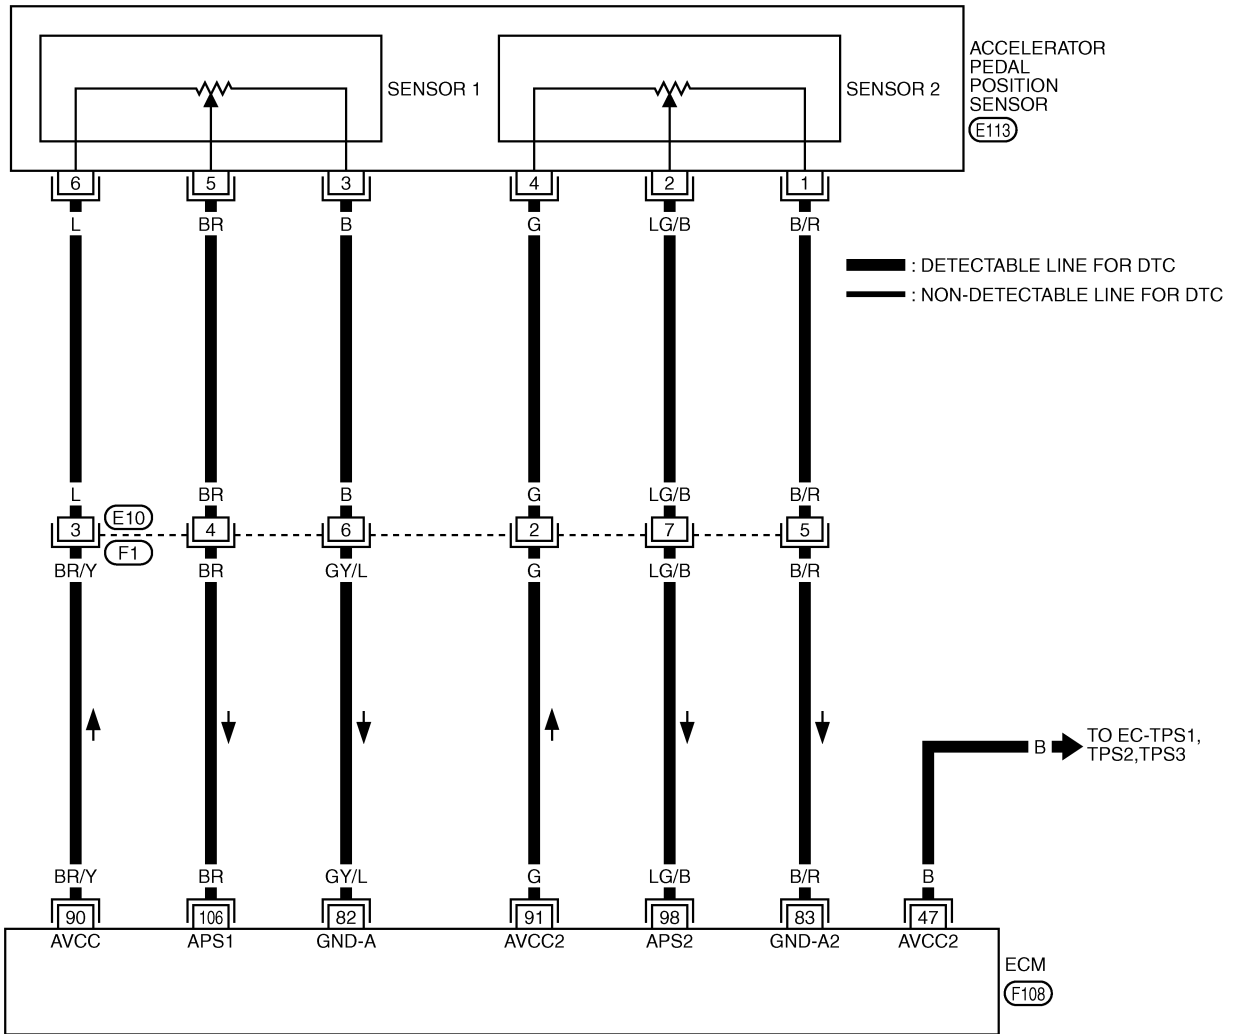 ACCELERATOR
PEDAL
POSITION
SENSOR
E113
SENSOR 1
SENSOR 2
6 5 3 4 2 1
L BR B G LG/B B/R
: DETECTABLE LINE FOR DTC
: NON-DETECTABLE LINE FOR DTC
L BR B G LG/B B/R
E10
3 4 6 2 7 5
F1
BR/Y BR GY/L G LG/B B/R
B
TO EC-TPS1,
TPS2,TPS3
BR/Y BR GY/L G LG/B B/R B
90 106 82 91 98 83 47
AVCC APS1 GND-A AVCC2 APS2 GND-A2 AVCC2
ECM
F108